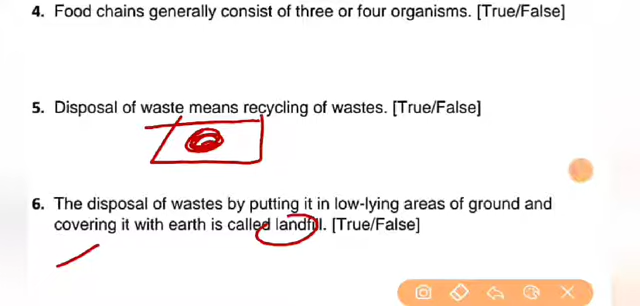 4. Food chains generally consist of three or four organisms. [True/False]
5. Disposal of waste means recycling of wastes. [True/False]
6. The disposal of wastes by putting it in low-lying areas of ground and
covering it with earth is called landfill. [True/False]